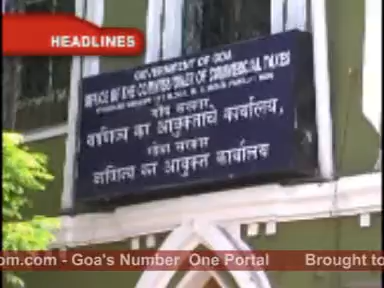 HEADLINES
GOVERNMENT OF GOA
OFFICE OF THE COMMISSIONER OF COMMERCIAL TAXES
सरकार
वाणिज्य कर आयुक्ताचे कार्यालय,
गोवा सरकार
वाणिज्य कर आयुक्त कार्यालय
om.com - Goa's Number One Portal Brought to